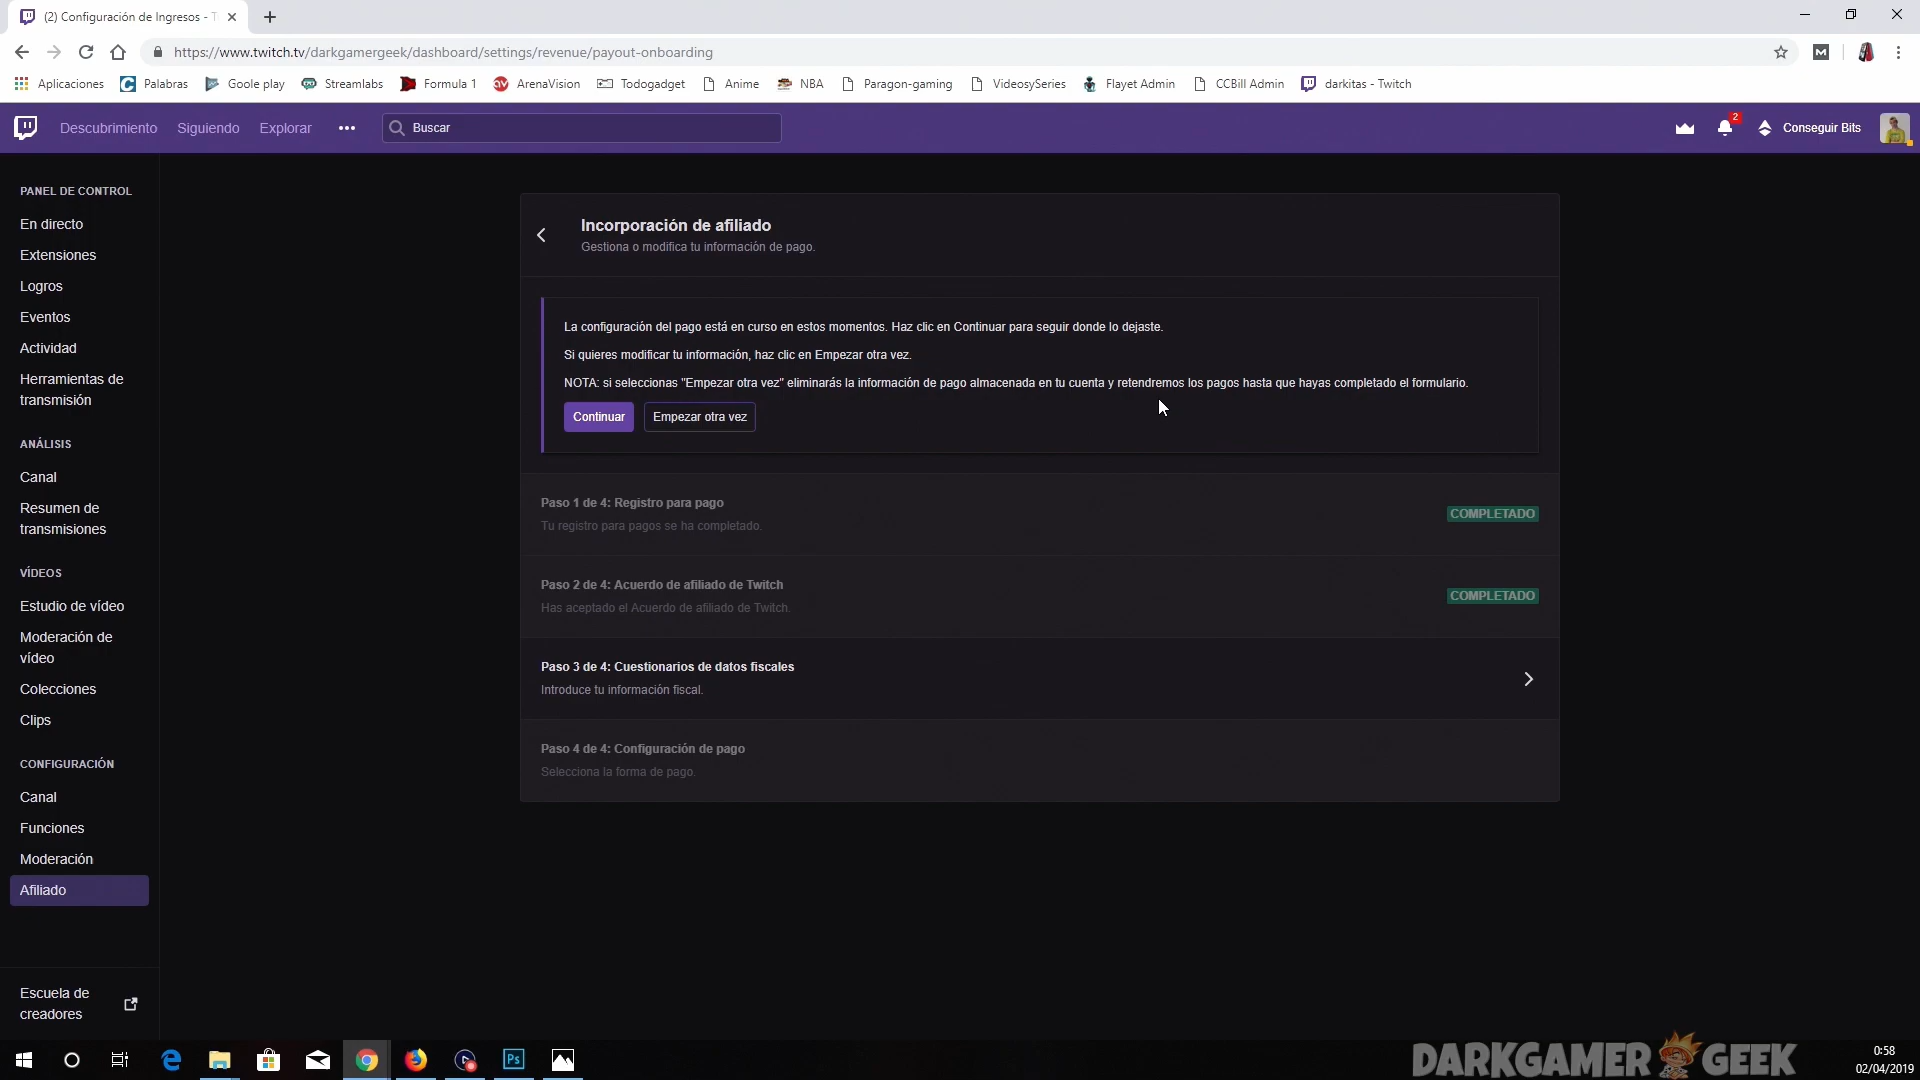 (2) Configuración de Ingresos - T
https://www.twitch.tv/darkgamergeek/dashboard/settings/revenue/payout-onboarding
M
Aplicaciones
C
Palabras
Goole play
Streamlabs
Formula 1
av
ArenaVision
Todogadget
Anime
NBA
Paragon-gaming
VideosySeries
Flayet Admin
CCBill Admin
darkitas - Twitch
Descubrimiento
Siguiendo
Explorar
Buscar
2
Conseguir Bits
PANEL DE CONTROL
En directo
Extensiones
Logros
Eventos
Actividad
Herramientas de
transmisión
ANÁLISIS
Canal
Resumen de
transmisiones
VÍDEOS
Estudio de vídeo
Moderación de
vídeo
Colecciones
Clips
CONFIGURACIÓN
Canal
Funciones
Moderación
Afiliado
Escuela de
creadores
Incorporación de afiliado
Gestiona o modifica tu información de pago.
La configuración del pago está en curso en estos momentos. Haz clic en Continuar para seguir donde lo dejaste.
Si quieres modificar tu información, haz clic en Empezar otra vez.
NOTA: si seleccionas "Empezar otra vez" eliminarás la información de pago almacenada en tu cuenta y retendremos los pagos hasta que hayas completado el formulario.
Continuar
Empezar otra vez
Paso 1 de 4: Registro para pago
Tu registro para pagos se ha completado.
COMPLETADO
Paso 2 de 4: Acuerdo de afiliado de Twitch
Has aceptado el Acuerdo de afiliado de Twitch.
COMPLETADO
Paso 3 de 4: Cuestionarios de datos fiscales
Introduce tu información fiscal.
Paso 4 de 4: Configuración de pago
Selecciona la forma de pago.
Ps
DARKGAMER GEEK
0:58
02/04/2019